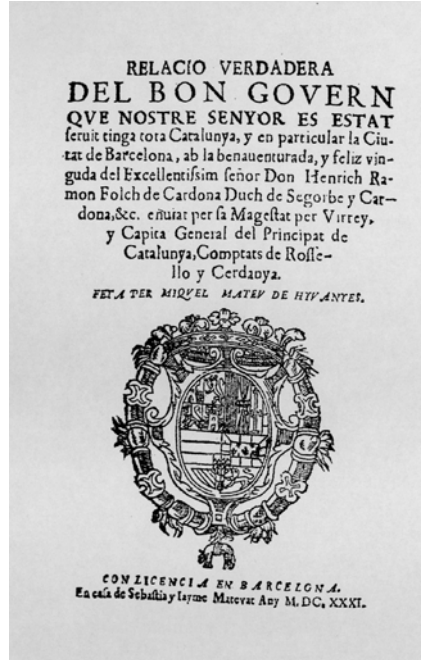 RELACIO VERDADERA
DEL BON GOVERN
QVE NOSTRE SENYOR ES ESTAT
ſeruit tinga tota Catalunya, y en particular la Ciu-
tat de Barcelona, ab la benauenturada, y feliz vin-
guda del Excellentiſsim ſeñor Don Henrich Ra-
mon Folch de Cardona Duch de Segorbe y Car-
dona,&c. eñuiat per ſa Mageſtat per Virrey,
y Capita General del Principat de
Catalunya, Comptats de Roſſe-
llo y Cerdanya.
FETA PER MIQVEL MATEV DE HIVANYES.
CON LICENCIA EN BARCELONA.
En caſa de Sebaſtia y Iayme Matevat Any M. DC. XXXI.